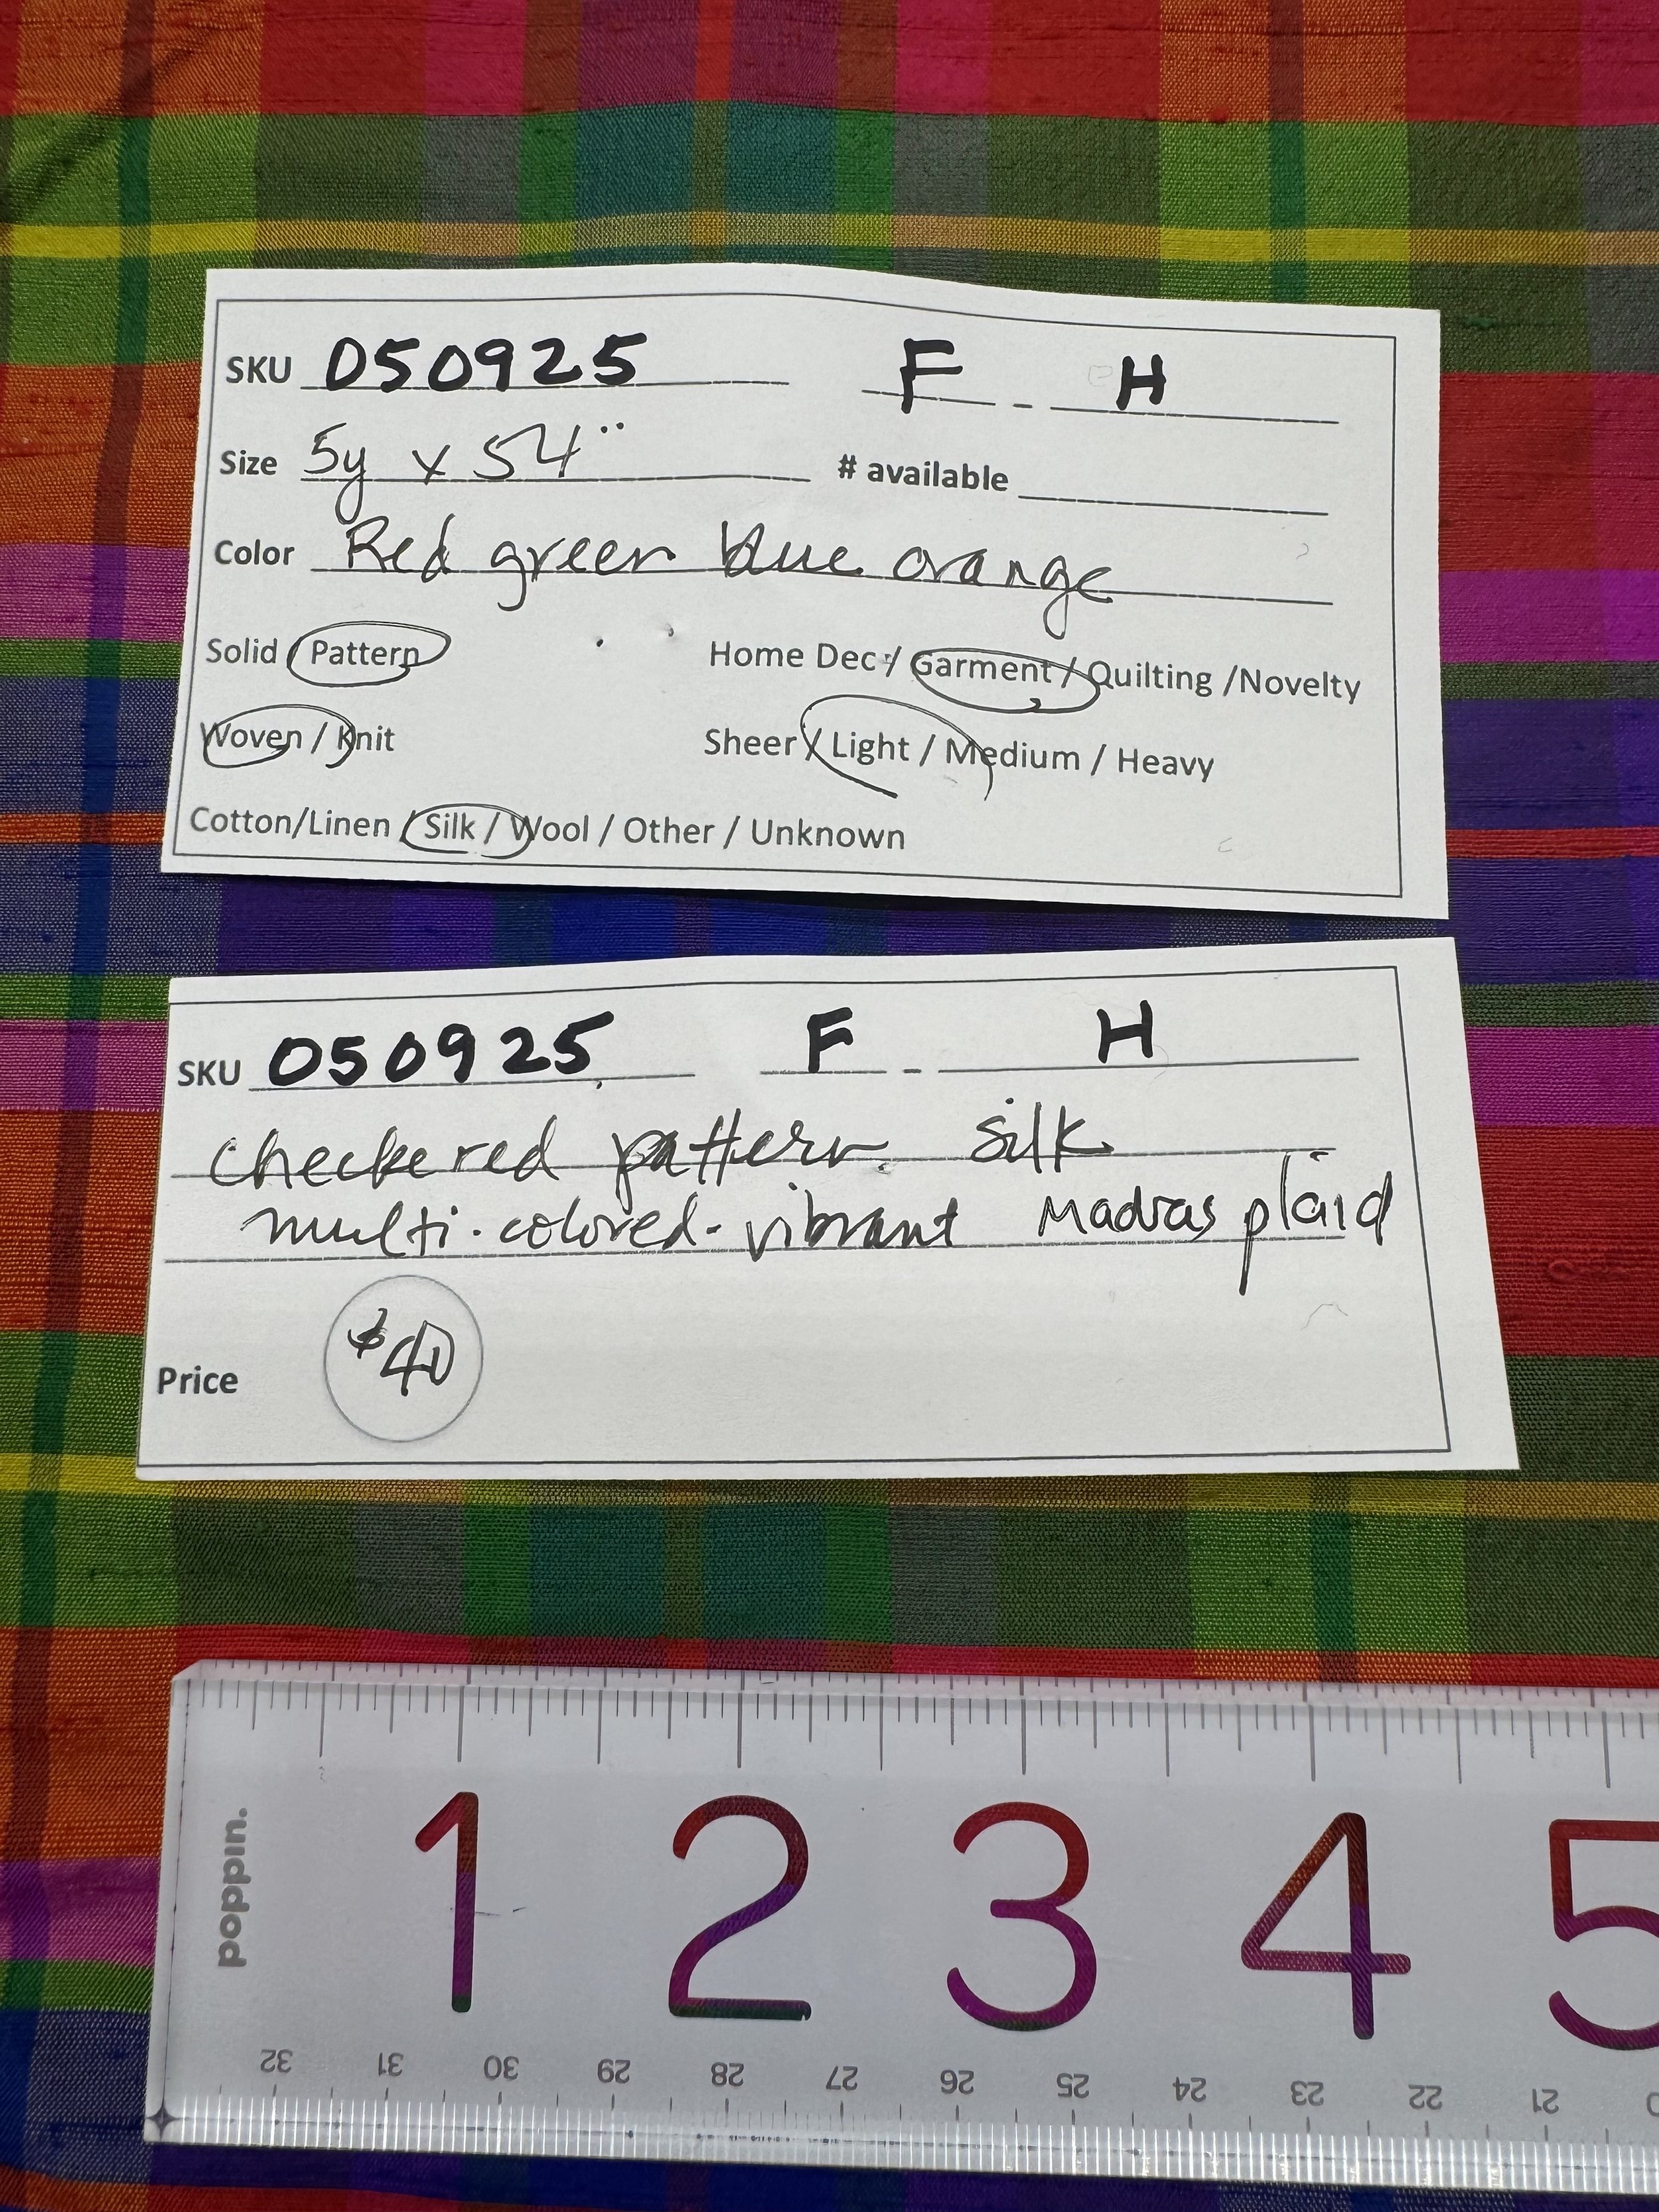 SKU 050925 F - H
Size 5y x 54" # available
Color Red green blue orange
Solid / Pattern Home Dec / Garment / Quilting /Novelty
Woven / Knit Sheer / Light / Medium / Heavy
Cotton/Linen / Silk / Wool / Other / Unknown
SKU 050925 F - H
checkered pattern silk
multi-colored-vibrant Madras plaid
Price $40
poppin.
1 2 3 4 5
32 31 30 29 28 27 26 25 24 23 22 21